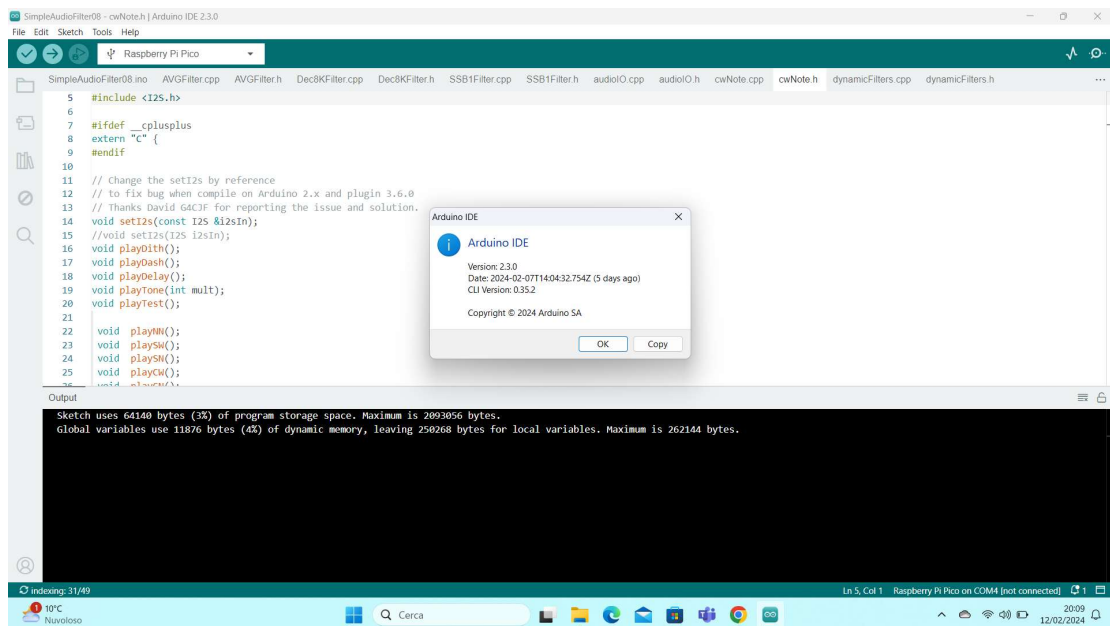 SimpleAudioFilter08 - cwNote.h | Arduino IDE 2.3.0
File Edit Sketch Tools Help
Raspberry Pi Pico
SimpleAudioFilter08.ino AVGFilter.cpp AVGFilter.h Dec8KFilter.cpp Dec8KFilter.h SSB1Filter.cpp SSB1Filter.h audioIO.cpp audioIO.h cwNote.cpp cwNote.h dynamicFilters.cpp dynamicFilters.h ...
5 #include <I2S.h>
6
7 #ifdef __cplusplus
8 extern "C" {
9 #endif
10
11 // Change the setI2s by reference
12 // to fix bug when compile on Arduino 2.x and plugin 3.6.0
13 // Thanks David G4CJF for reporting the issue and solution.
14 void setI2s(const I2S &i2sIn);
15 //void setI2s(I2S i2sIn);
16 void playDith();
17 void playDash();
18 void playDelay();
19 void playTone(int mult);
20 void playTest();
21
22 void playNN();
23 void playSW();
24 void playSN();
25 void playCW();
Arduino IDE
Arduino IDE
Version: 2.3.0
Date: 2024-02-07T14:04:32.754Z (5 days ago)
CLI Version: 0.35.2
Copyright © 2024 Arduino SA
OK Copy
Output
Sketch uses 64140 bytes (3%) of program storage space. Maximum is 2093056 bytes.
Global variables use 11876 bytes (4%) of dynamic memory, leaving 250268 bytes for local variables. Maximum is 262144 bytes.
indexing: 31/49 Ln 5, Col 1 Raspberry Pi Pico on COM4 [not connected] 1
1 10°C
Nuvoloso
Cerca
20:09
12/02/2024